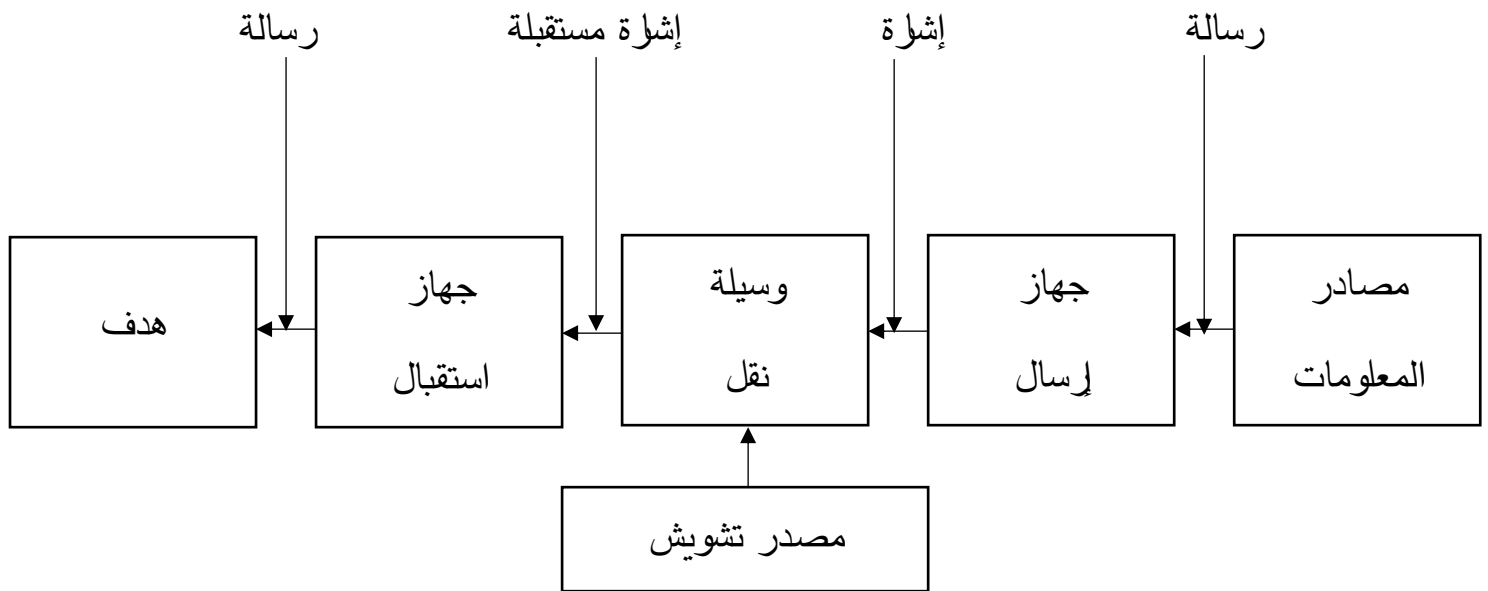 رسالة
إشارة
إشارة مستقبلة
رسالة
مصادر
المعلومات
جهاز
إرسال
وسيلة
نقل
جهاز
استقبال
هدف
مصدر تشويش